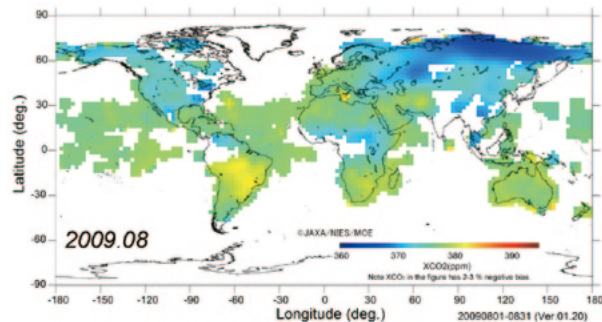 90
60
30
0
-30
-60
-90
Latitude (deg.)
2009.08
©JAXA/NIES/MOE
360 370 380 390
XCO2(ppm)
Note XCO₂ in the figure has 2-3 % negative bias
-180 -150 -120 -90 -60 -30 0 30 60 90 120 150 180
Longitude (deg.)
20090801-0831 (Ver.01.20)